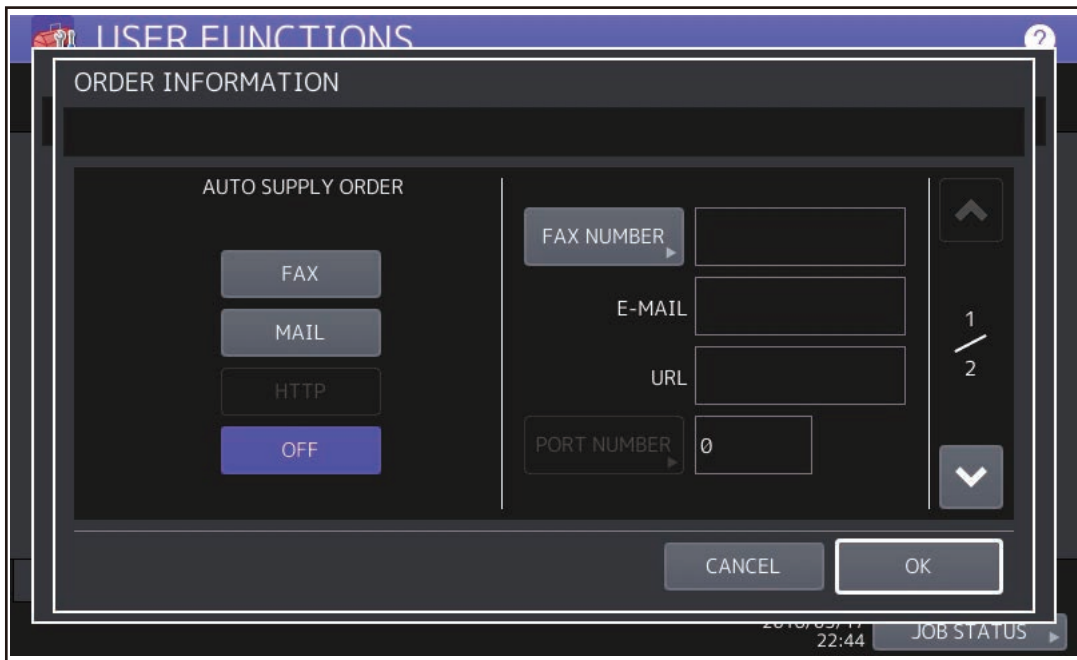 USER FUNCTIONS
?
ORDER INFORMATION
AUTO SUPPLY ORDER
FAX
MAIL
HTTP
OFF
FAX NUMBER
E-MAIL
URL
PORT NUMBER
0
1
2
CANCEL
OK
22:44
JOB STATUS